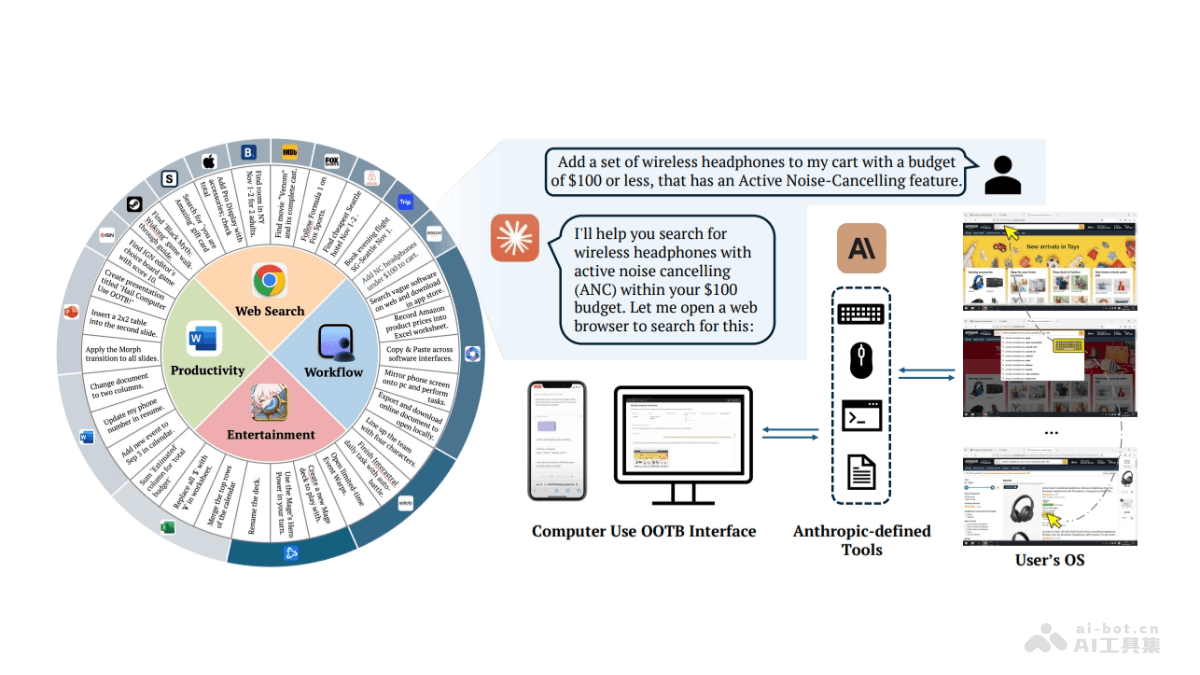 Add a set of wireless headphones to my cart with a budget
of $100 or less, that has an Active Noise-Cancelling feature.
I'll help you search for
wireless headphones with
active noise cancelling
(ANC) within your $100
budget. Let me open a web
browser to search for this:
Computer Use OOTB Interface
Anthropic-defined
Tools
User's OS
New arrivals in Toys
...
Web Search
Workflow
Entertainment
Productivity
Find movie "Venom"
and its complete cast.
Follow Formula 1 on
Fox Sports.
Find cheapest Seattle
hotel Nov 1-2 .
Book evening flight
SG-Seattle Nov 1.
Add NC headphones
under $100 to cart.
Search vague software
on web and download
in app store.
Record Amazon
product prices into
Excel worksheet.
Copy & Paste across
software interfaces.
Mirror phone screen
onto pc and perform
tasks.
Export and download
online document to
open locally.
Line up the team
with four characters.
Finish Interastral
daily task with auto-
battle.
Open limited-time
Event Warps.
Create a new Mage
deck to play with.
Use the Mage's Hero
Power in your turn.
Rename the deck.
Merge the top rows
of the calendar
Replace all $ with
in worksheet.
Sum "Estimated
column for "total
budget"
Add new event to
Sep 3 in calendar.
Update my phone
number in resume.
Change document
to two columns.
Apply the Morph
transition to all slides.
Insert a 2x2 table
into the second slide.
Create presentation
titled "Hail Computer
Use OOTB!"
Find IGN editor's
choice board game
with score 10.
Find "Black Myth:
Wukong" game walk-
through guide.
Search for "you are
Amazing" gift card
Add Pro Display with
accessories; check
total
Find room in NY
Nov 1-2 for 2 adults
B.
IMDb
FOX
SPORTS
Trip
IGN
S
W
A\
ai-bot.cn
AI工具集